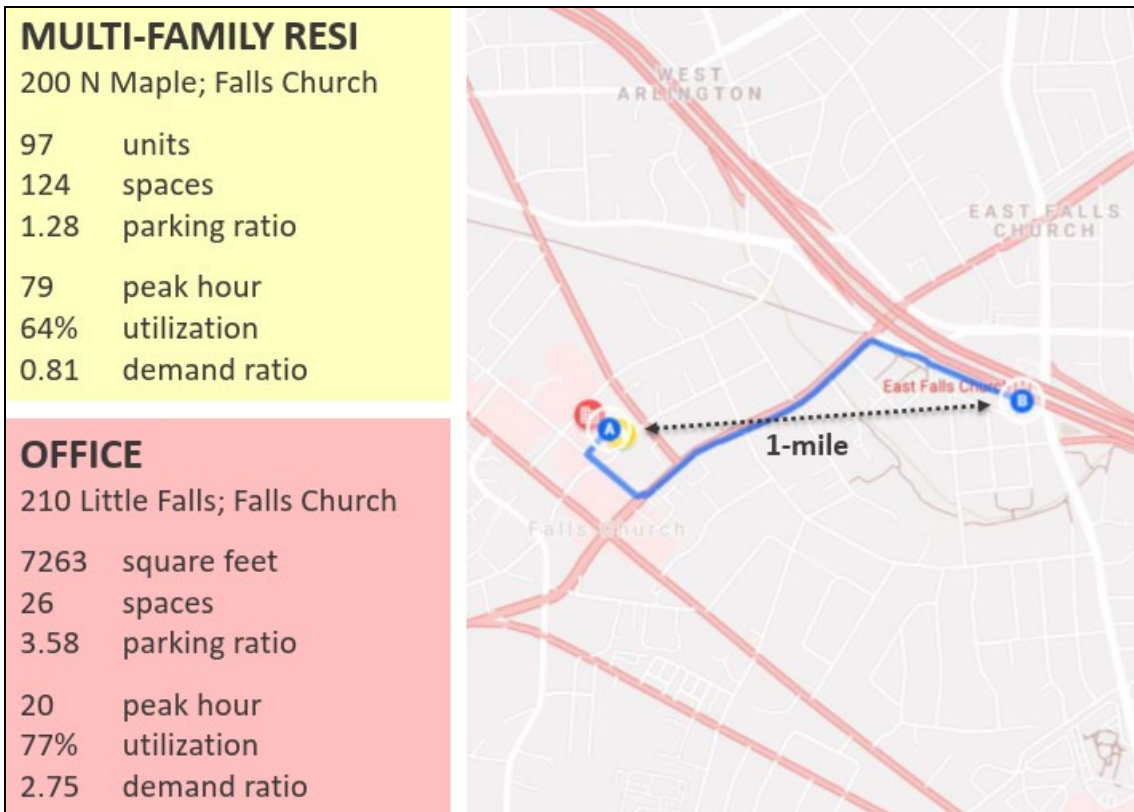 MULTI-FAMILY RESI
200 N Maple; Falls Church
97 units
124 spaces
1.28 parking ratio
79 peak hour
64% utilization
0.81 demand ratio
OFFICE
210 Little Falls; Falls Church
7263 square feet
26 spaces
3.58 parking ratio
20 peak hour
77% utilization
2.75 demand ratio
WEST
ARLINGTON
EAST FALLS
CHURCH
East Falls Church
B
A
1-mile
Falls Church